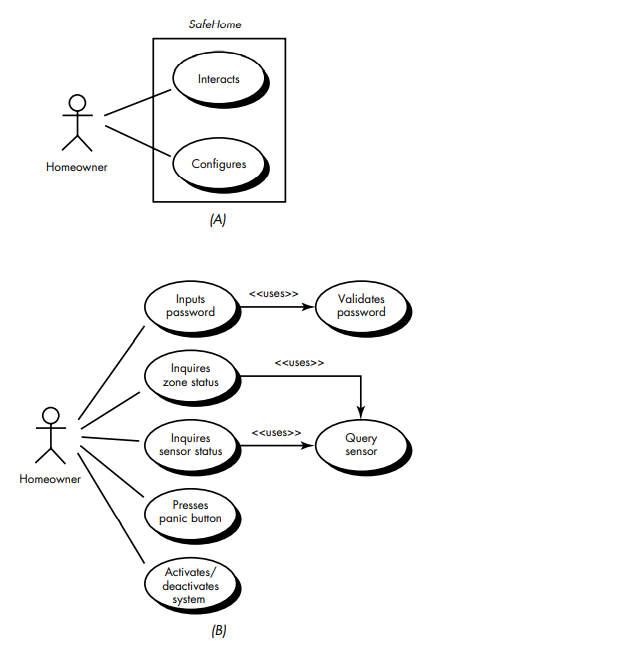 SafeHome
Interacts
Homeowner
Configures
(A)
Inputs
password
<<uses>>
Validates
password
Inquires
zone status
<<uses>>
Inquires
sensor status
<<uses>>
Query
sensor
Homeowner
Presses
panic button
Activates/
deactivates
system
(B)